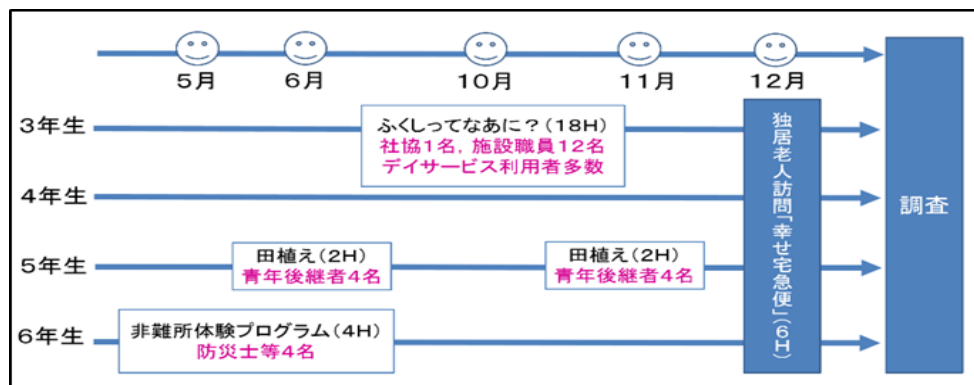 5月
6月
10月
11月
12月
3年生
ふくしってなあに？(18H)
社協1名，施設職員12名
デイサービス利用者多数
4年生
5年生
田植え(2H)
青年後継者4名
田植え(2H)
青年後継者4名
6年生
非難所体験プログラム(4H)
防災士等4名
独居老人訪問「幸せ宅急便」(6H)
調査